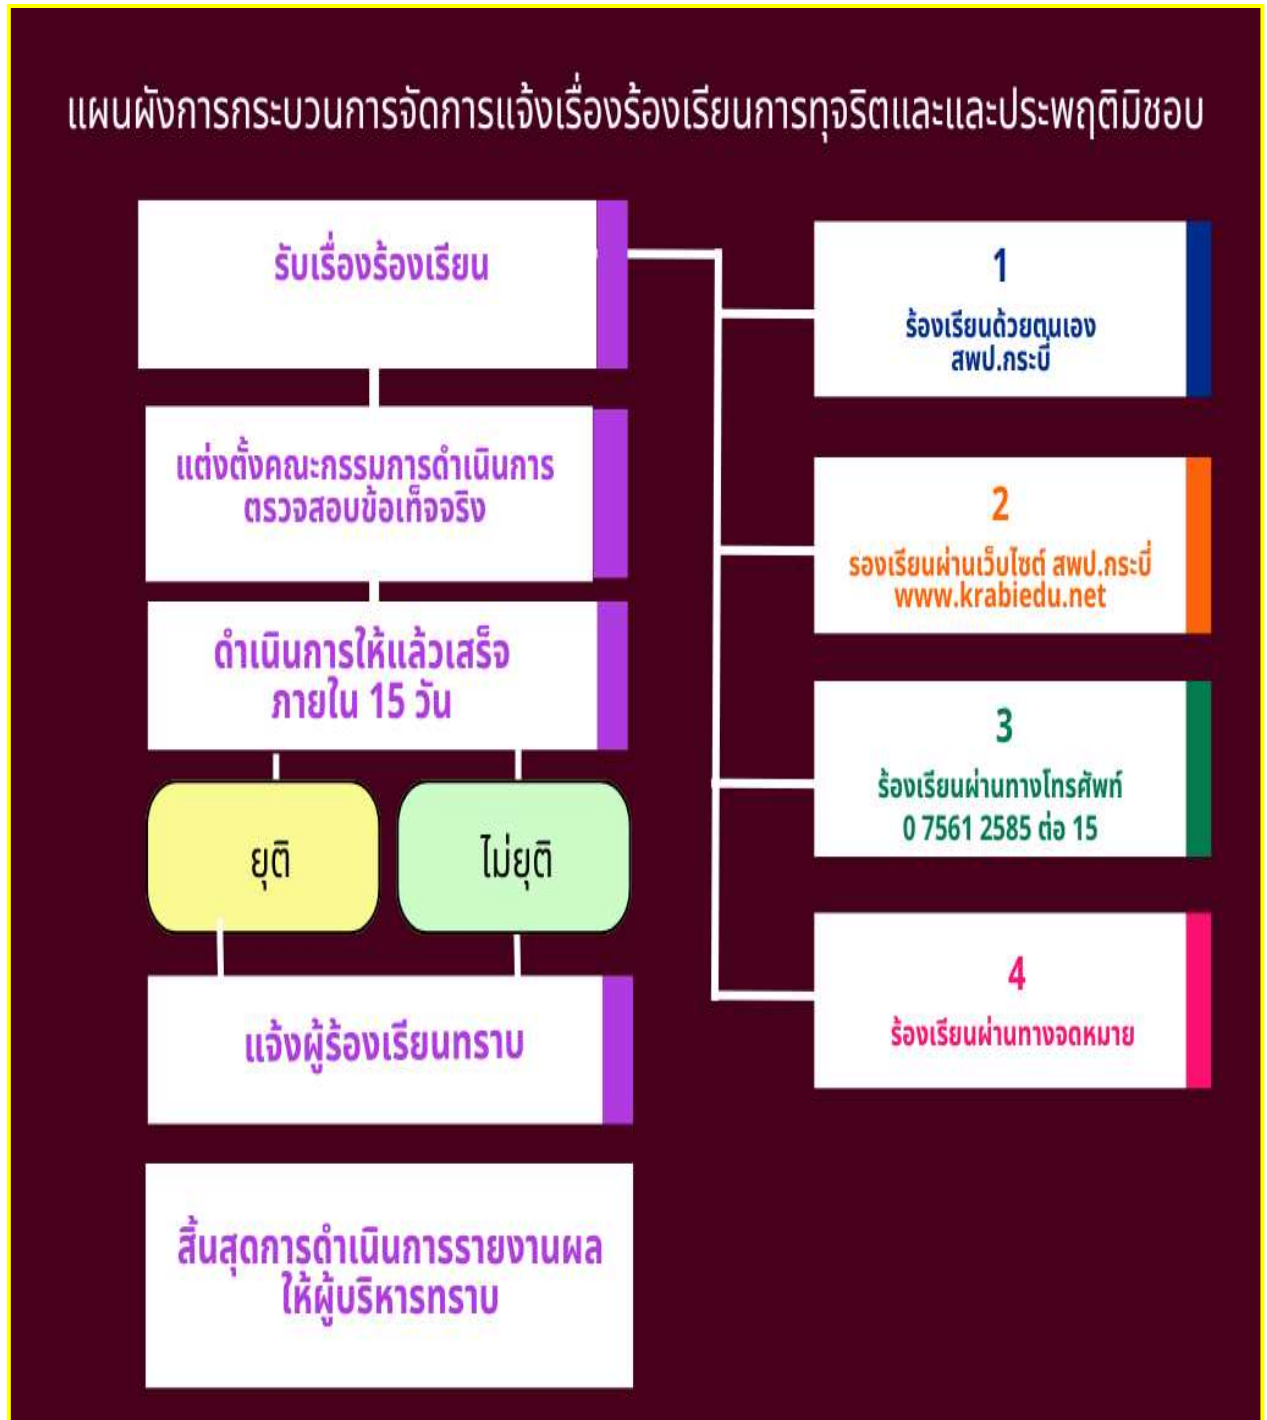 แผนผังการกระบวนการจัดการแจ้งเรื่องร้องเรียนการทุจริตและและประพฤติมิชอบ
รับเรื่องร้องเรียน
แต่งตั้งคณะกรรมการดำเนินการ
ตรวจสอบข้อเท็จจริง
ดำเนินการให้แล้วเสร็จ
ภายใน 15 วัน
ยุติ
ไม่ยุติ
แจ้งผู้ร้องเรียนทราบ
สิ้นสุดการดำเนินการรายงานผล
ให้ผู้บริหารทราบ
1
ร้องเรียนด้วยตนเอง
สพป.กระบี่
2
รองเรียนผ่านเว็บไซต์ สพป.กระบี่
www.krabiedu.net
3
ร้องเรียนผ่านทางโทรศัพท์
0 7561 2585 ต่อ 15
4
ร้องเรียนผ่านทางจดหมาย